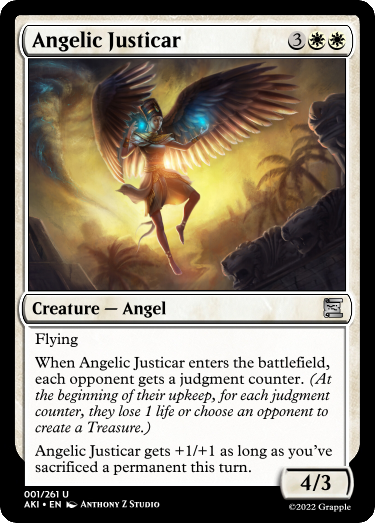 Angelic Justicar 3
Creature — Angel
Flying
When Angelic Justicar enters the battlefield,
each opponent gets a judgment counter. (At
the beginning of their upkeep, for each judgment
counter, they lose 1 life or choose an opponent to
create a Treasure.)
Angelic Justicar gets +1/+1 as long as you’ve
sacrificed a permanent this turn.
4/3
001/261 U
AKI • EN Anthony Z Studio
©2022 Grapple